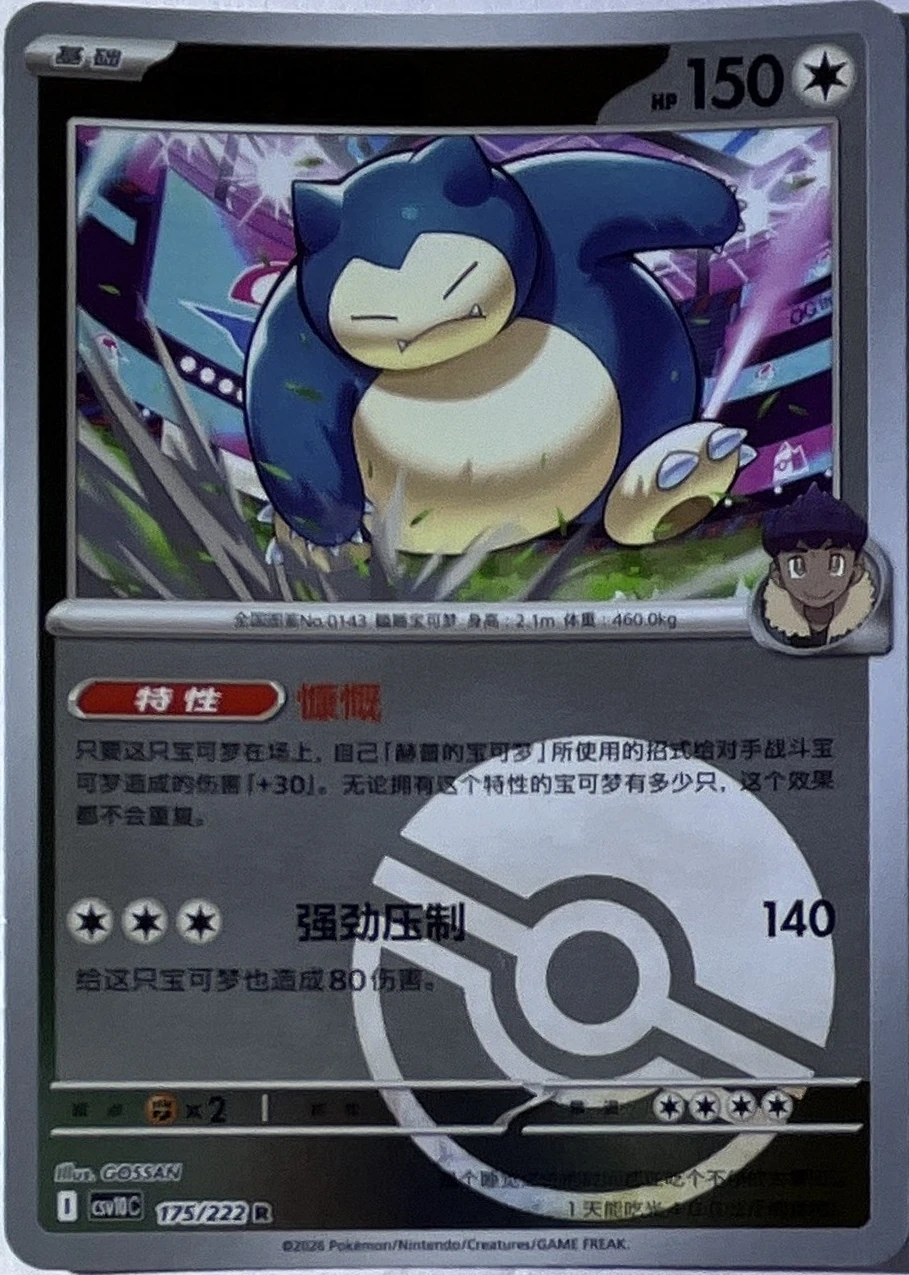 基础
HP 150
全国图鉴No.0143 瞌睡宝可梦 身高：2.1m 体重：460.0kg
特性 慷慨
只要这只宝可梦在场上，自己「赫普的宝可梦」所使用的招式给对手战斗宝
可梦造成的伤害「+30」。无论拥有这个特性的宝可梦有多少只，这个效果
都不会重复。
强劲压制 140
给这只宝可梦也造成80伤害。
×2
Illus. GOSSAN
1天能吃光
I CSV10C 175/222 R
©2026 Pokémon/Nintendo/Creatures/GAME FREAK.